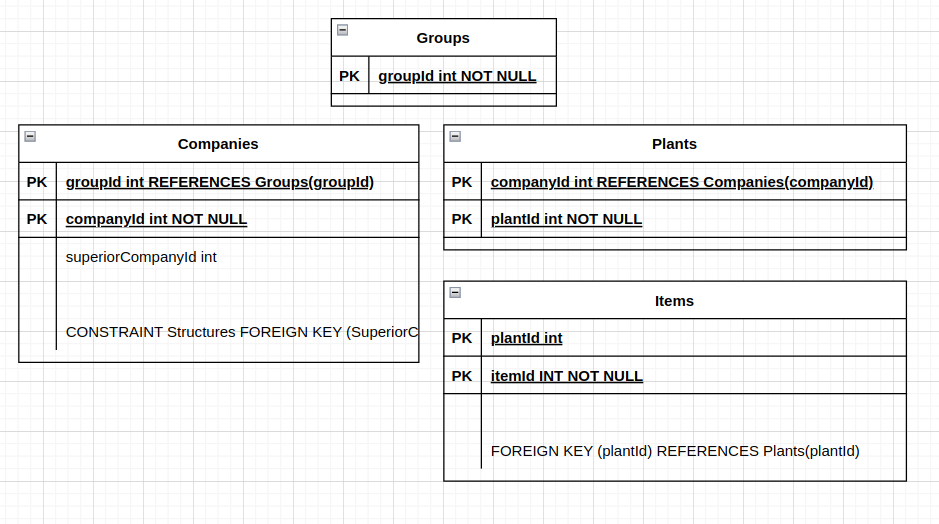 Groups
PK groupId int NOT NULL
Companies
PK groupId int REFERENCES Groups(groupId)
PK companyId int NOT NULL
superiorCompanyId int
CONSTRAINT Structures FOREIGN KEY (SuperiorC
Plants
PK companyId int REFERENCES Companies(companyId)
PK plantId int NOT NULL
Items
PK plantId int
PK itemId INT NOT NULL
FOREIGN KEY (plantId) REFERENCES Plants(plantId)